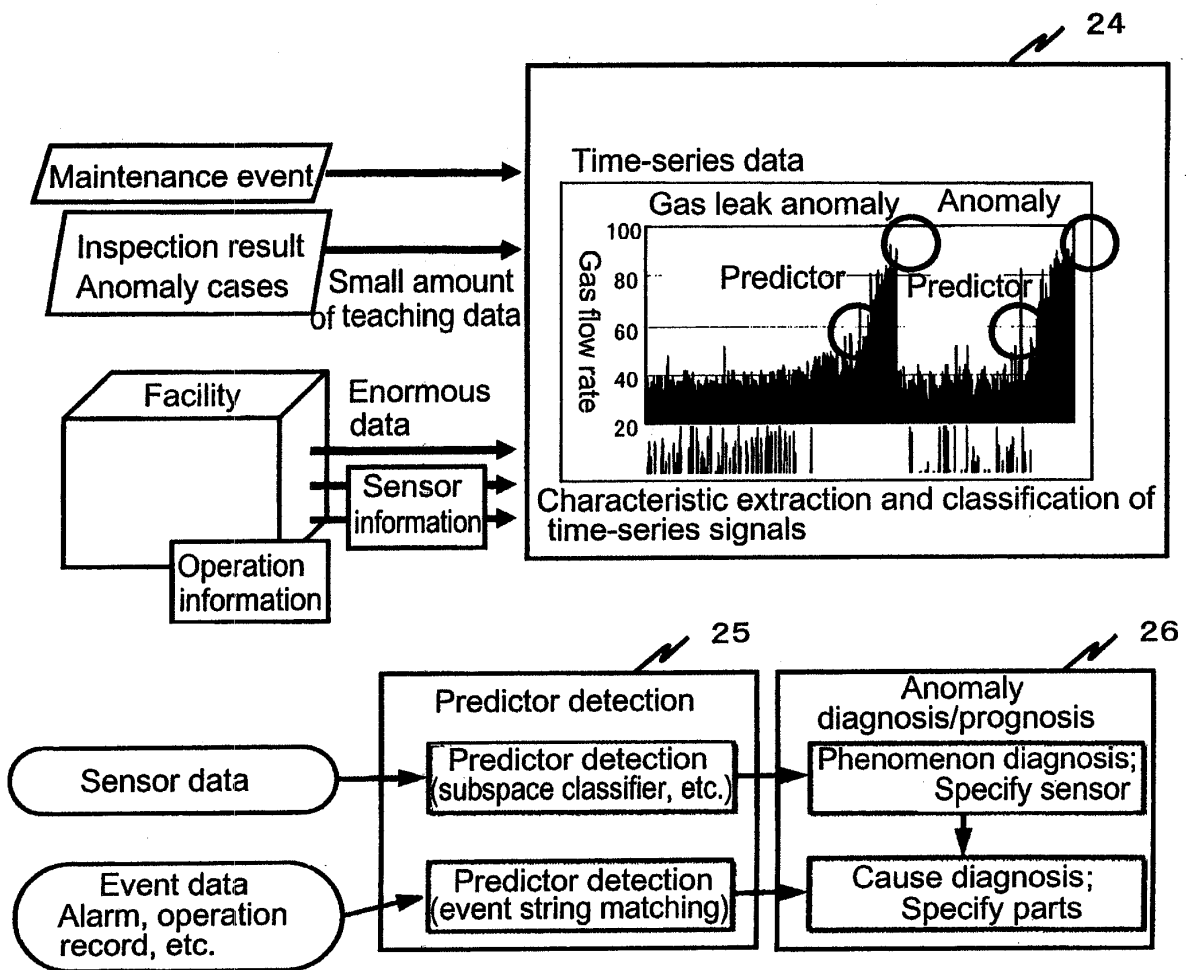 24
Maintenance event
Inspection result
Anomaly cases
Small amount
of teaching data
Facility
Enormous
data
Sensor
information
Operation
information
Time-series data
Gas leak anomaly
Anomaly
Predictor
Predictor
Gas flow rate
100
80
60
40
20
Characteristic extraction and classification of
time-series signals
25
26
Predictor detection
Anomaly
diagnosis/prognosis
Sensor data
Predictor detection
(subspace classifier, etc.)
Phenomenon diagnosis;
Specify sensor
Event data
Alarm, operation
record, etc.
Predictor detection
(event string matching)
Cause diagnosis;
Specify parts